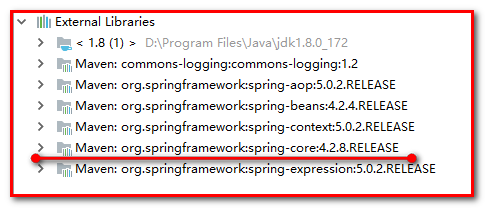 External Libraries
< 1.8 (1) > D:\Program Files\Java\jdk1.8.0_172
Maven: commons-logging:commons-logging:1.2
Maven: org.springframework:spring-aop:5.0.2.RELEASE
Maven: org.springframework:spring-beans:4.2.4.RELEASE
Maven: org.springframework:spring-context:5.0.2.RELEASE
Maven: org.springframework:spring-core:4.2.8.RELEASE
Maven: org.springframework:spring-expression:5.0.2.RELEASE